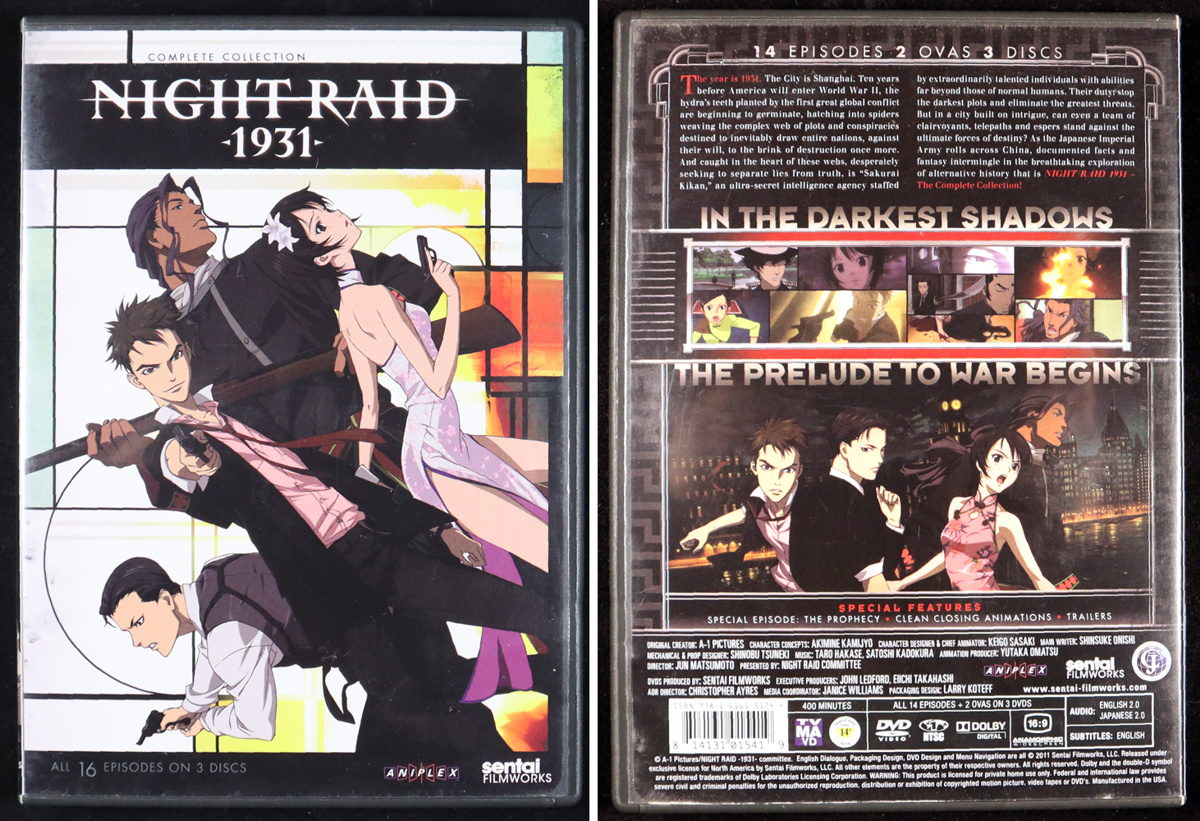 COMPLETE COLLECTION
NIGHT RAID
-1931-
ALL 16 EPISODES ON 3 DISCS
ANIPLEX
sentai
FILMWORKS
14 EPISODES 2 OVAS 3 DISCS
The year is 1931. The City is Shanghai. Ten years
before America will enter World War II, the
hydra's teeth planted by the first great global conflict
are beginning to germinate, hatching into spiders
weaving the complex web of plots and conspiracies
destined to inevitably draw entire nations, against
their will, to the brink of destruction once more.
And caught in the heart of these webs, desperately
seeking to separate lies from truth, is "Sakurai
Kikan," an ultra-secret intelligence agency staffed
by extraordinarily talented individuals with abilities
far beyond those of normal humans. Their duty:stop
the darkest plots and eliminate the greatest threats.
But in a city built on intrigue, can even a team of
clairvoyants, telepaths and espers stand against the
ultimate forces of destiny? As the Japanese Imperial
Army rolls across China, documented facts and
fantasy intermingle in the breathtaking exploration
of alternative history that is NIGHT RAID 1931 -
The Complete Collection!
IN THE DARKEST SHADOWS
THE PRELUDE TO WAR BEGINS
SPECIAL FEATURES
SPECIAL EPISODE: THE PROPHECY • CLEAN CLOSING ANIMATIONS • TRAILERS
ORIGINAL CREATOR: A-1 PICTURES CHARACTER CONCEPTS: AKIMINE KAMIJYO CHARACTER DESIGNER & CHIEF ANIMATOR: KEIGO SASAKI MAIN WRITER: SHINSUKE ONISHI
MECHANICAL & PROP DESIGNER: SHINOBU TSUNEKI MUSIC: TARO HAKASE, SATOSHI KADOKURA ANIMATION PRODUCER: YUTAKA OMATSU
DIRECTOR: JUN MATSUMOTO PRESENTED BY: NIGHT RAID COMMITTEE
DVDS PRODUCED BY: SENTAI FILMWORKS EXECUTIVE PRODUCERS: JOHN LEDFORD, EIICHI TAKAHASHI
ADR DIRECTOR: CHRISTOPHER AYRES MEDIA COORDINATOR: JANICE WILLIAMS PACKAGING DESIGN: LARRY KOTEFF
ANIPLEX
sentai
FILMWORKS
www.sentai-filmworks.com
ISBN 978-1-6161-5174-4
8 14131 01541 9
400 MINUTES
TV
MA
VD
14+
ALL 14 EPISODES + 2 OVAS ON 3 DVDS
DVD
VIDEO
NTSC
DOLBY
DIGITAL
16:9
ANAMORPHIC
WIDESCREEN
AUDIO: ENGLISH 2.0
JAPANESE 2.0
SUBTITLES: ENGLISH
© A-1 Pictures/NIGHT RAID -1931- committee. English Dialogue, Packaging Design, DVD Design and Menu Navigation are all © 2011 Sentai Filmworks, LLC. Released under
exclusive license for North America by Sentai Filmworks, LLC. All other elements are the property of their respective owners. All rights reserved. Dolby and the double-D symbol
are registered trademarks of Dolby Laboratories Licensing Corporation. WARNING: This product is licensed for private home use only. Federal and international law provides
severe civil and criminal penalties for the unauthorized reproduction, distribution or exhibition of copyrighted motion picture, video tapes or DVD's. Manufactured in the USA.